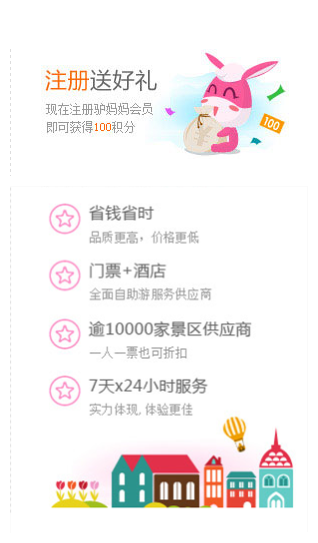 注册送好礼
现在注册驴妈妈会员
即可获得100积分
100
省钱省时
品质更高，价格更低
门票+酒店
全面自助游服务供应商
逾10000家景区供应商
一人一票也可折扣
7天x24小时服务
实力体现, 体验更佳